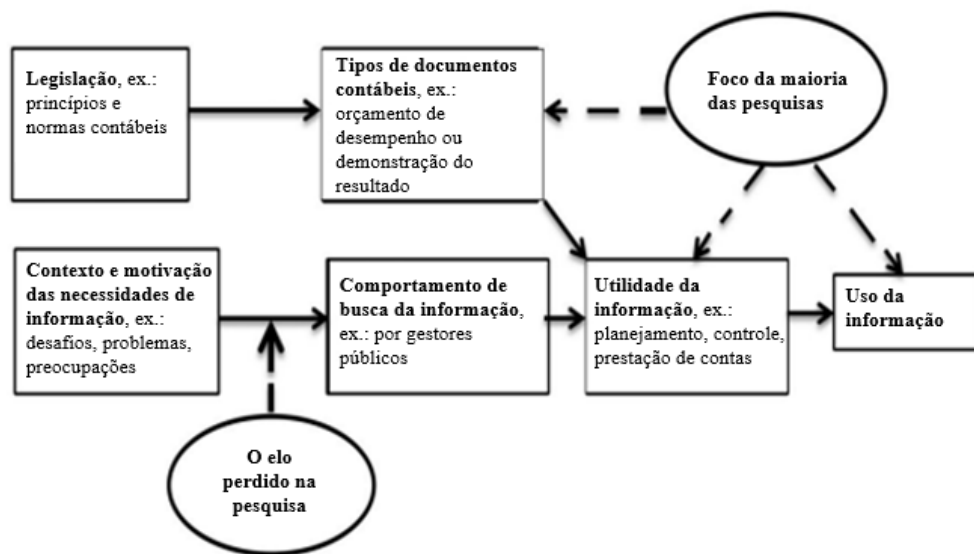 Legislação, ex.:
princípios e
normas contábeis
Tipos de documentos
contábeis, ex.:
orçamento de
desempenho ou
demonstração do
resultado
Foco da maioria
das pesquisas
Contexto e motivação
das necessidades de
informação, ex.:
desafios, problemas,
preocupações
Comportamento de
busca da informação,
ex.: por gestores
públicos
Utilidade da
informação, ex.:
planejamento, controle,
prestação de contas
Uso da
informação
O elo
perdido na
pesquisa